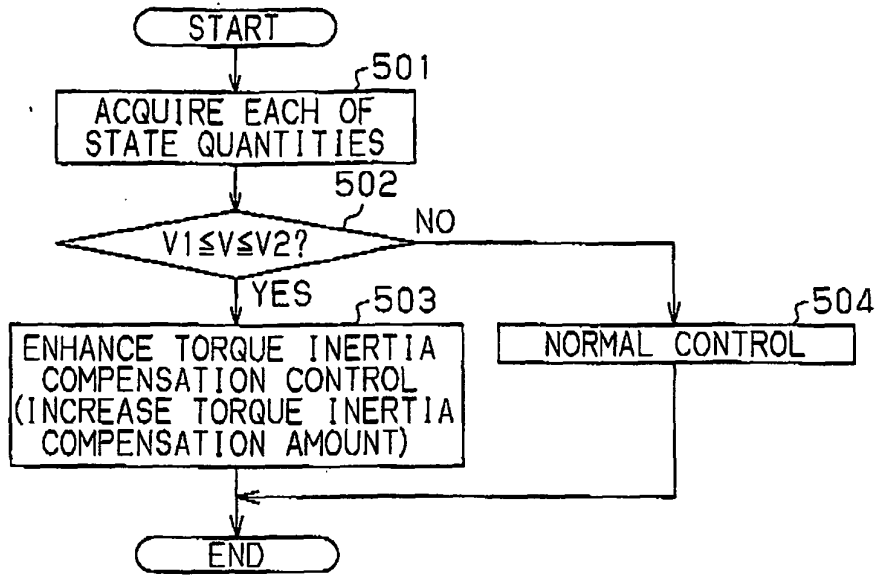 START
501
ACQUIRE EACH OF
STATE QUANTITIES
502
V1≦V≦V2?
NO
YES
503
ENHANCE TORQUE INERTIA
COMPENSATION CONTROL
(INCREASE TORQUE INERTIA
COMPENSATION AMOUNT)
504
NORMAL CONTROL
END